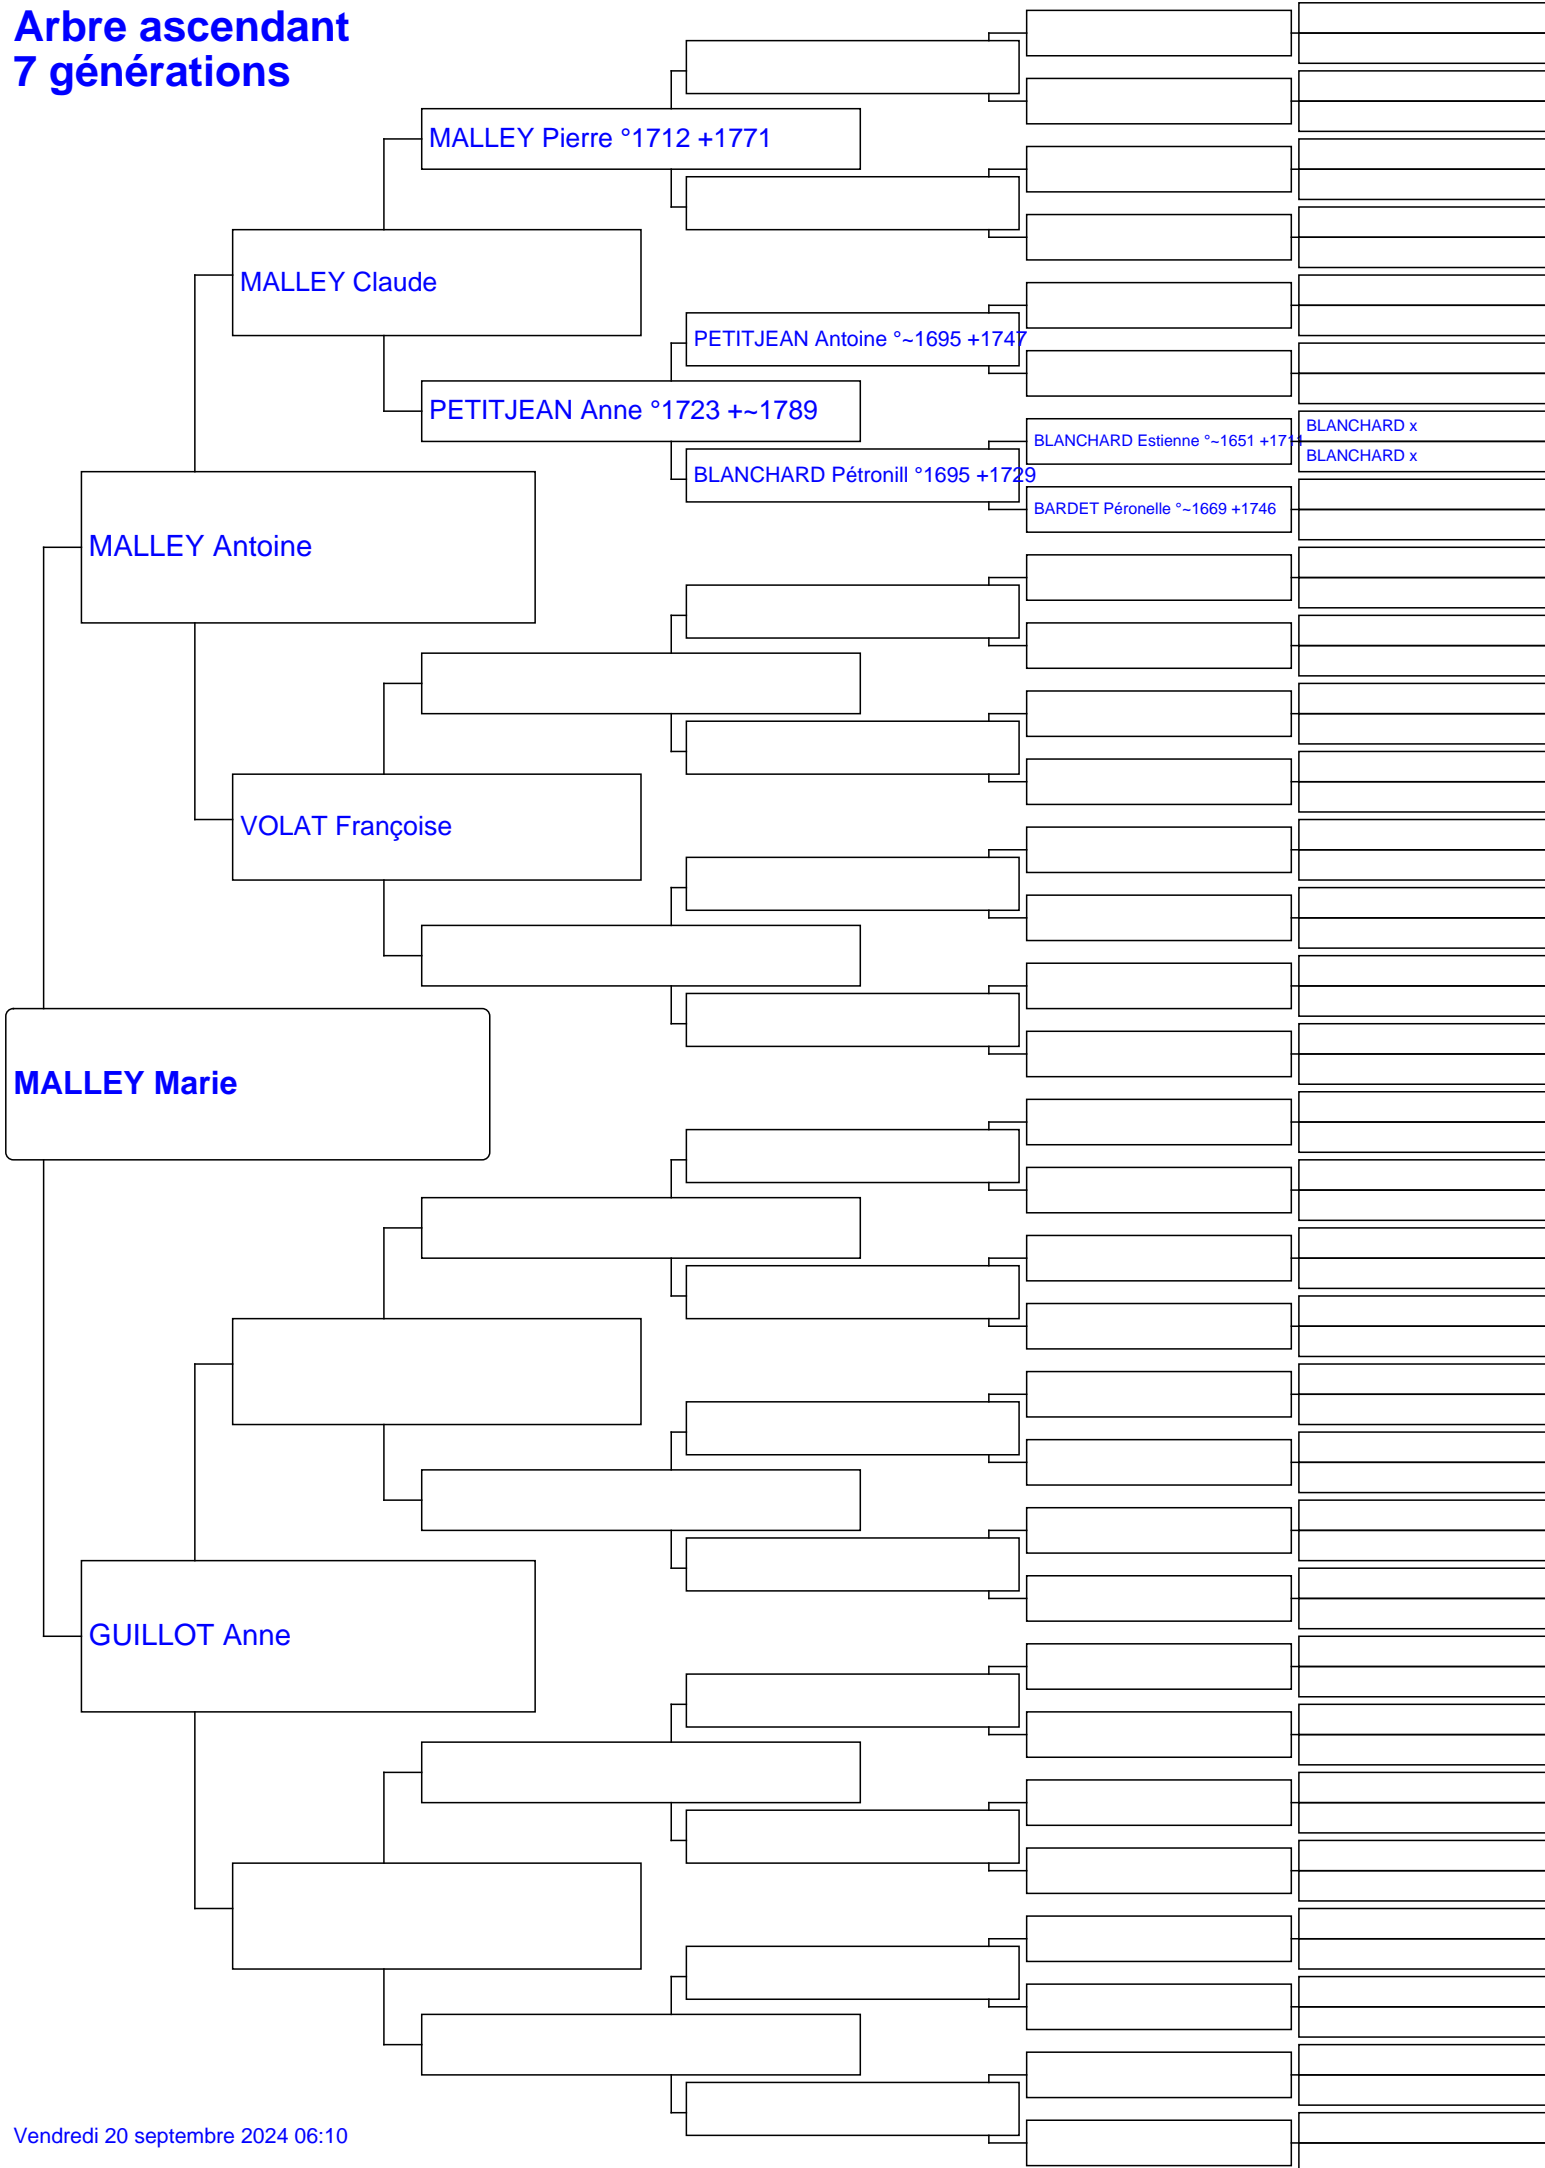 Arbre ascendant
7 générations
MALLEY Pierre °1712 +1771
MALLEY Claude
PETITJEAN Antoine °~1695 +1747
PETITJEAN Anne °1723 +~1789
BLANCHARD x
BLANCHARD Estienne °~1651 +1711
BLANCHARD x
BLANCHARD Pétronill °1695 +1729
BARDET Péronelle °~1669 +1746
MALLEY Antoine
VOLAT Françoise
MALLEY Marie
GUILLOT Anne
Vendredi 20 septembre 2024 06:10